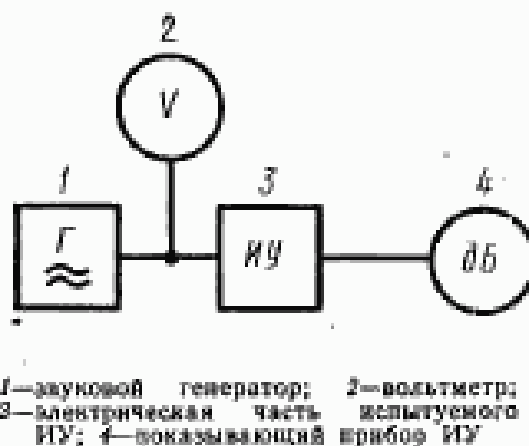 2
V
1
3
4
Г
ИУ
дБ
1—звуковой генератор; 2—вольтметр;
3—электрическая часть испытуемого
ИУ; 4—показывающий прибор ИУ